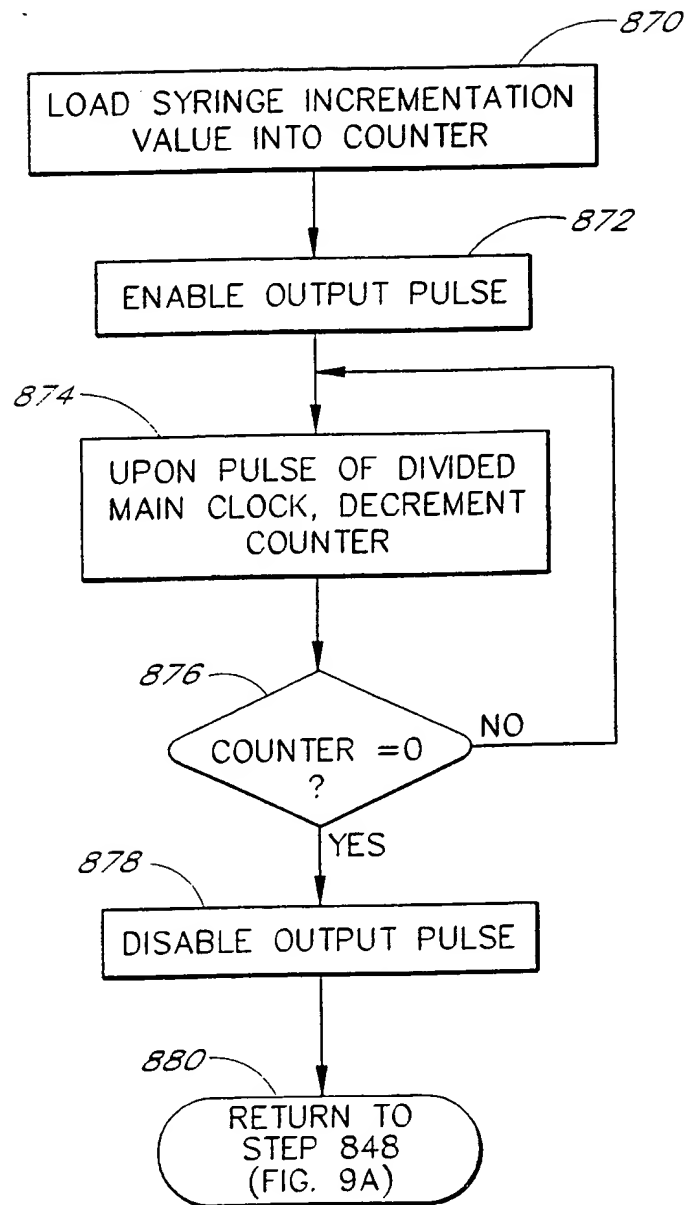 870
LOAD SYRINGE INCREMENTATION
VALUE INTO COUNTER
872
ENABLE OUTPUT PULSE
874
UPON PULSE OF DIVIDED
MAIN CLOCK, DECREMENT
COUNTER
876
COUNTER =0
?
NO
YES
878
DISABLE OUTPUT PULSE
880
RETURN TO
STEP 848
(FIG. 9A)